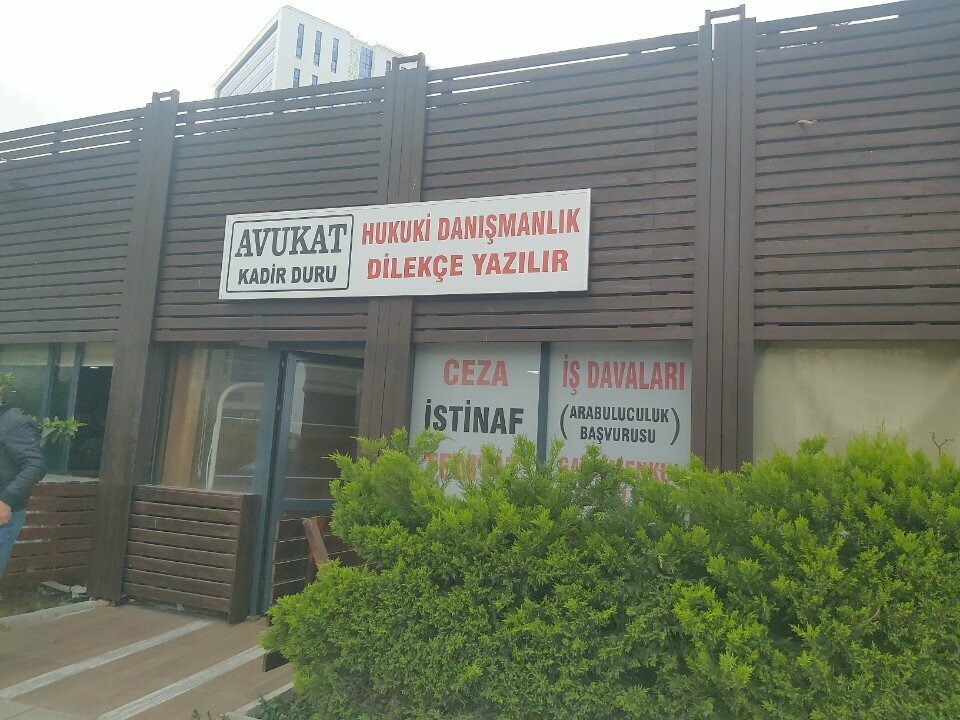 AVUKAT
KADİR DURU
HUKUKİ DANIŞMANLIK
DİLEKÇE YAZILIR
CEZA
İSTİNAF
İŞ DAVALARI
(ARABULUCULUK
BAŞVURUSU)